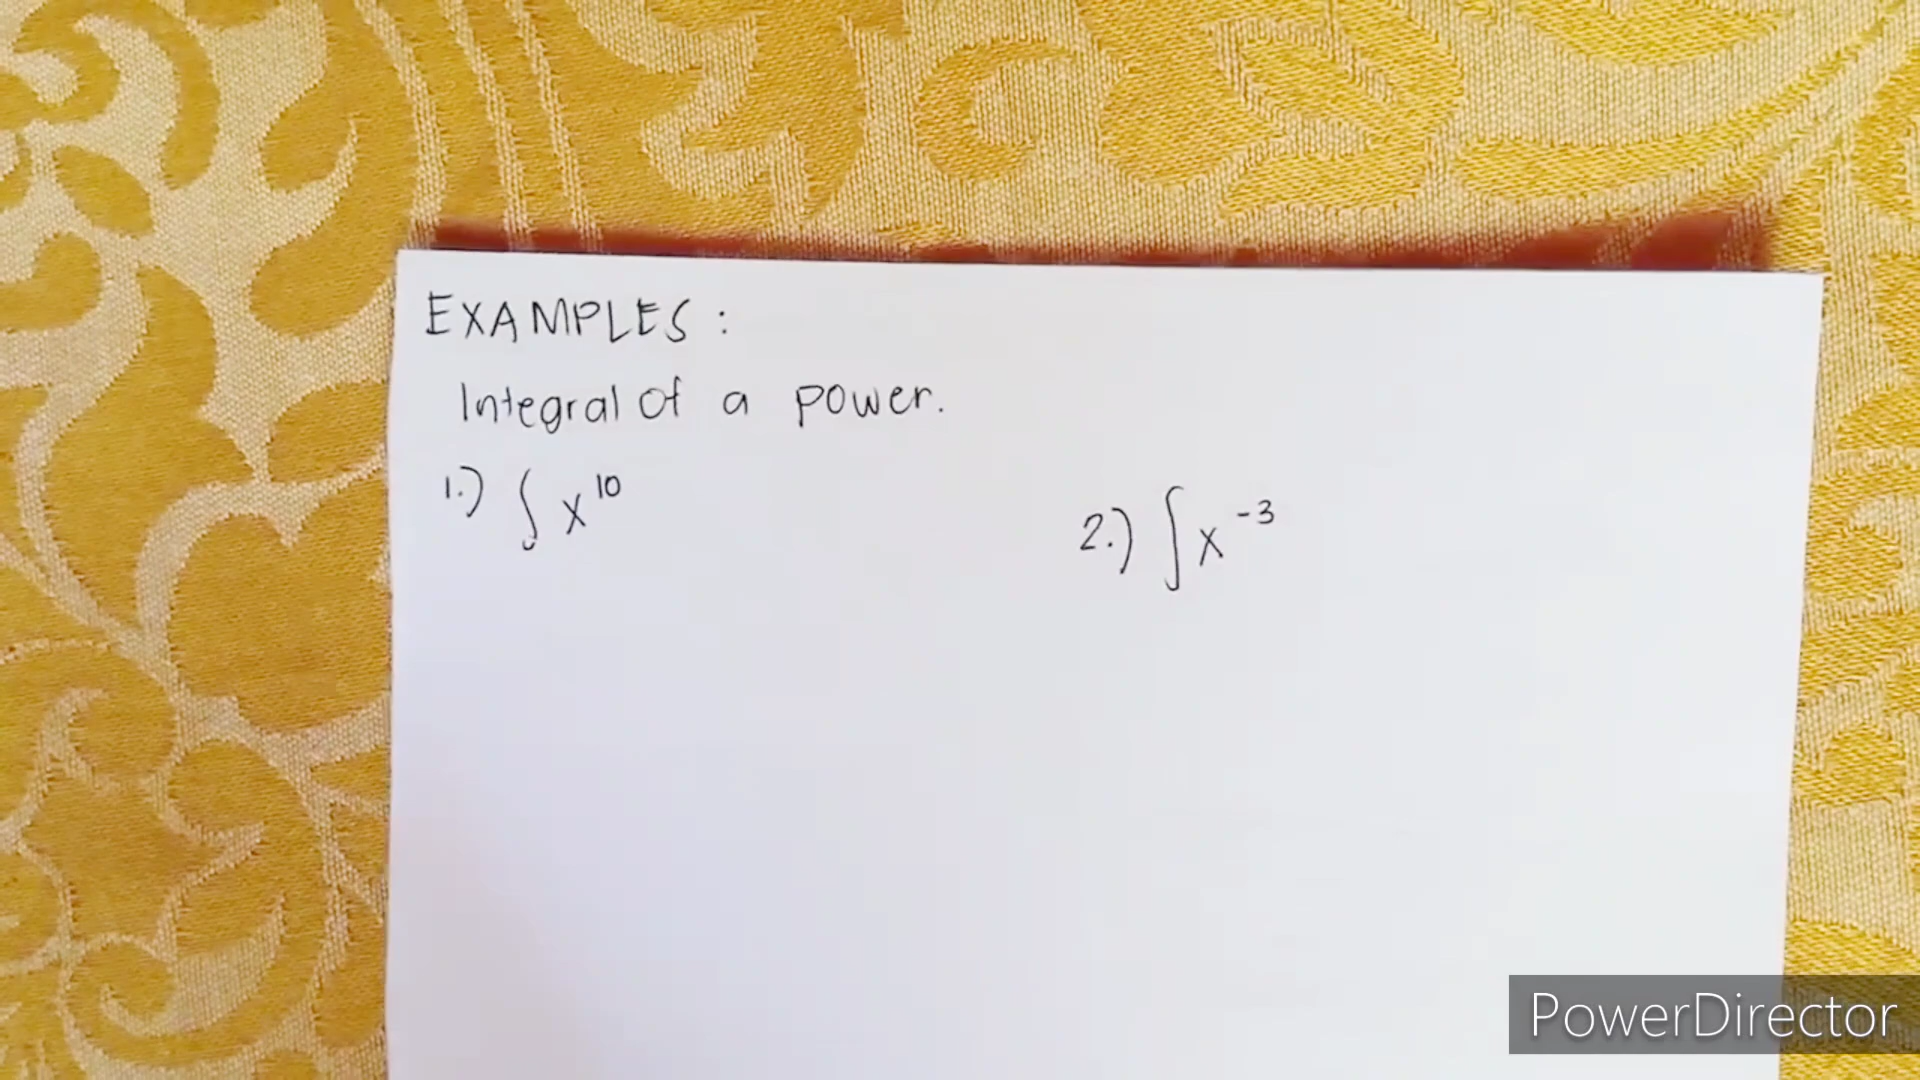 EXAMPLES:
Integral of a power.
1.) ∫ x^10
2.) ∫ x^-3
PowerDirector